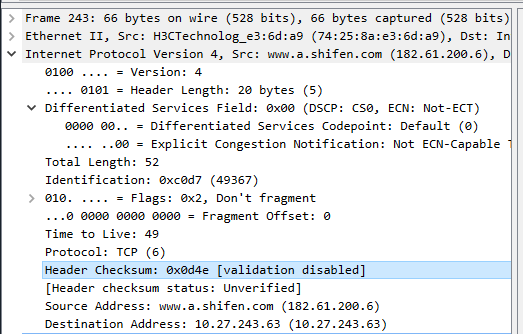 Frame 243: 66 bytes on wire (528 bits), 66 bytes captured (528 bits)
Ethernet II, Src: H3CTechnolog_e3:6d:a9 (74:25:8a:e3:6d:a9), Dst: In
Internet Protocol Version 4, Src: www.a.shifen.com (182.61.200.6), D
0100 .... = Version: 4
.... 0101 = Header Length: 20 bytes (5)
Differentiated Services Field: 0x00 (DSCP: CS0, ECN: Not-ECT)
0000 00.. = Differentiated Services Codepoint: Default (0)
.... ..00 = Explicit Congestion Notification: Not ECN-Capable T
Total Length: 52
Identification: 0xc0d7 (49367)
010. .... = Flags: 0x2, Don't fragment
...0 0000 0000 0000 = Fragment Offset: 0
Time to Live: 49
Protocol: TCP (6)
Header Checksum: 0x0d4e [validation disabled]
[Header checksum status: Unverified]
Source Address: www.a.shifen.com (182.61.200.6)
Destination Address: 10.27.243.63 (10.27.243.63)